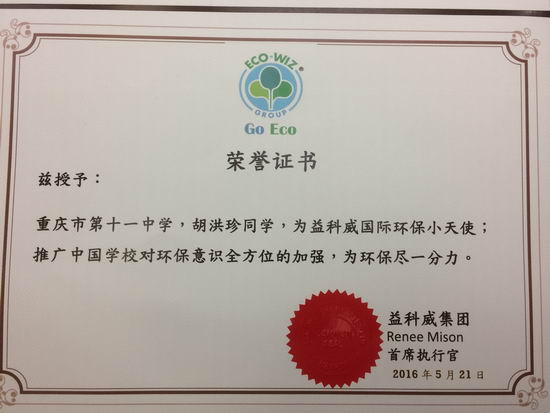 ECO-WIZ®
GROUP
Go Eco
荣誉证书
兹授予：
重庆市第十一中学，胡洪珍同学，为益科威国际环保小天使；
推广中国学校对环保意识全方位的加强，为环保尽一分力。
益科威集团
Renee Mison
首席执行官
2016年5月21日